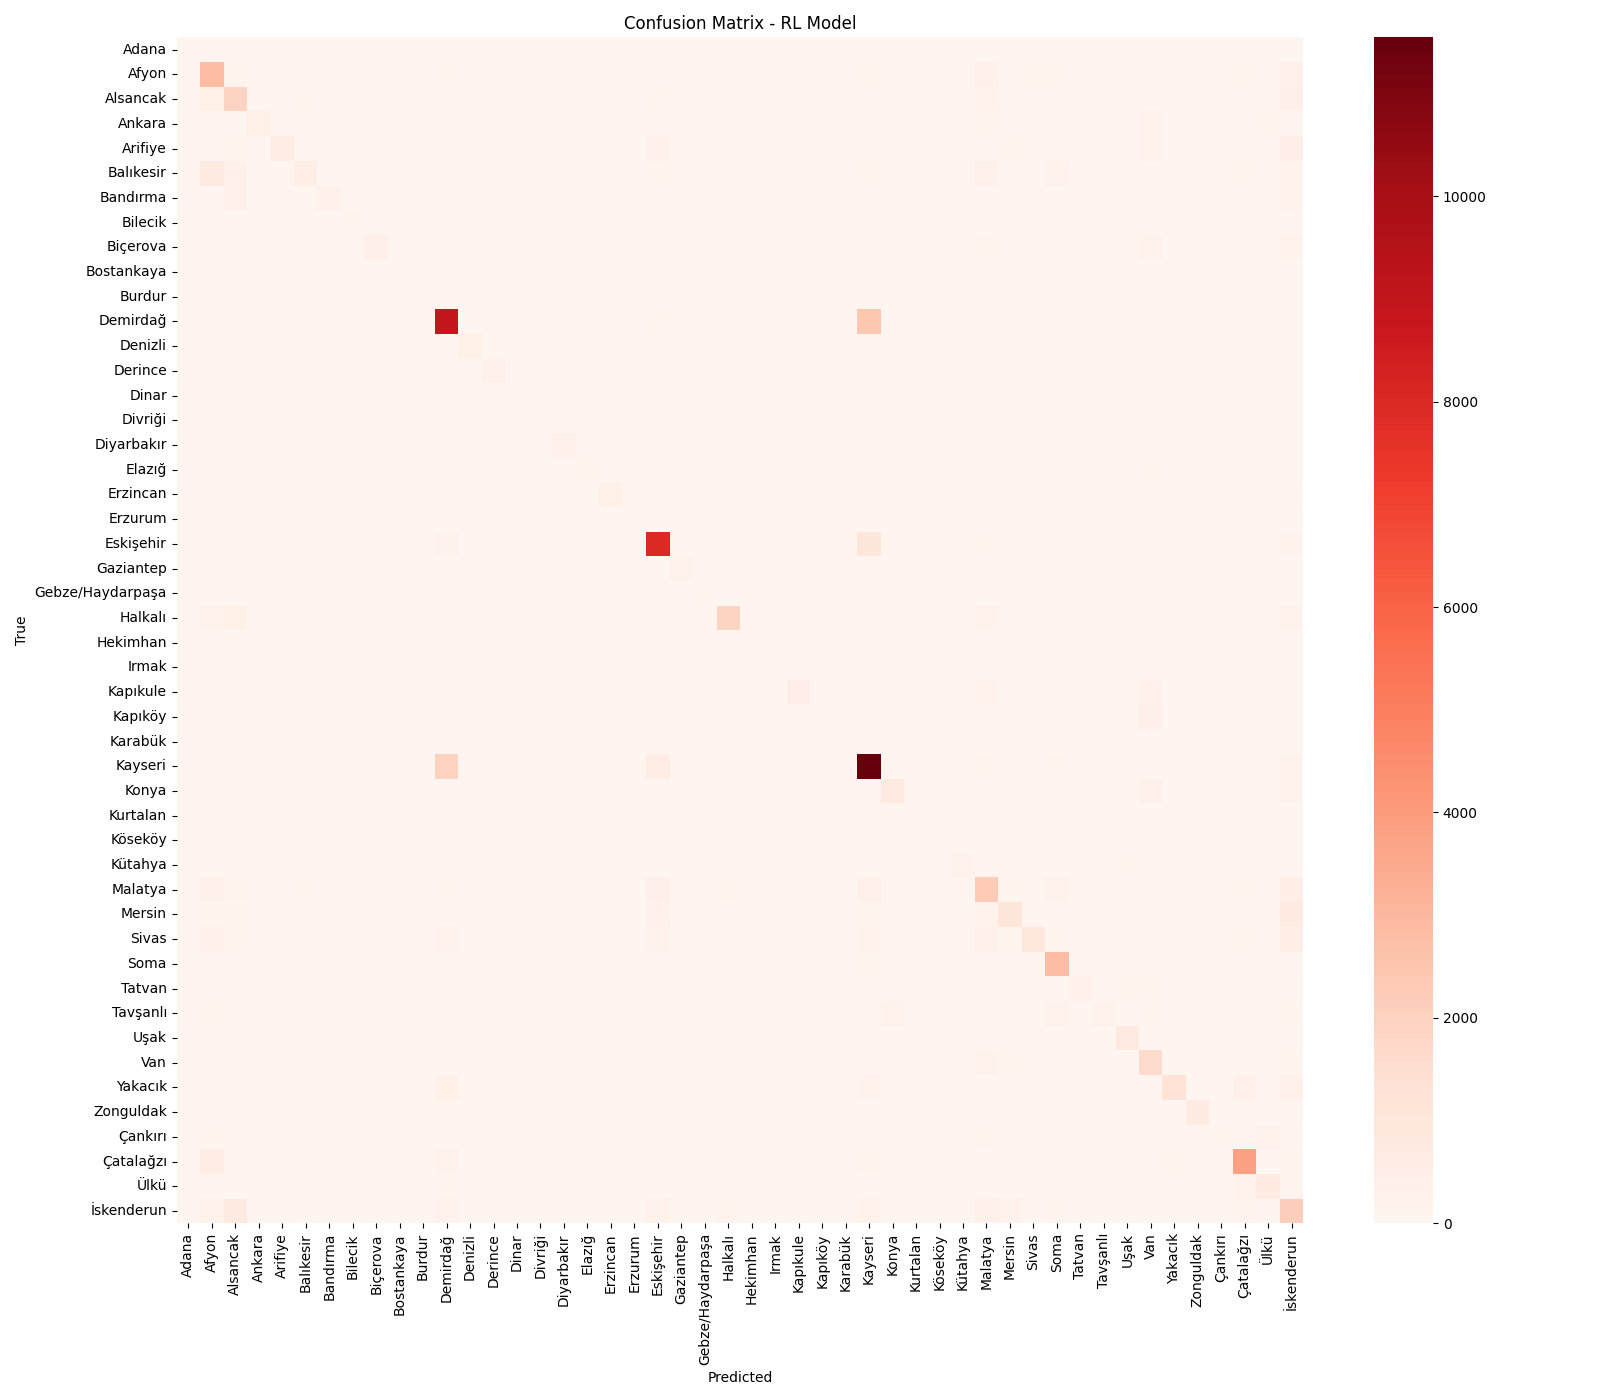 Confusion Matrix - RL Model
True
Adana
Afyon
Alsancak
Ankara
Arifiye
Balıkesir
Bandırma
Bilecik
Biçerova
Bostankaya
Burdur
Demirdağ
Denizli
Derince
Dinar
Divriği
Diyarbakır
Elazığ
Erzincan
Erzurum
Eskişehir
Gaziantep
Gebze/Haydarpaşa
Halkalı
Hekimhan
Irmak
Kapıkule
Kapıköy
Karabük
Kayseri
Konya
Kurtalan
Köseköy
Kütahya
Malatya
Mersin
Sivas
Soma
Tatvan
Tavşanlı
Uşak
Van
Yakacık
Zonguldak
Çankırı
Çatalağzı
Ülkü
İskenderun
Adana
Afyon
Alsancak
Ankara
Arifiye
Balıkesir
Bandırma
Bilecik
Biçerova
Bostankaya
Burdur
Demirdağ
Denizli
Derince
Dinar
Divriği
Diyarbakır
Elazığ
Erzincan
Erzurum
Eskişehir
Gaziantep
Gebze/Haydarpaşa
Halkalı
Hekimhan
Irmak
Kapıkule
Kapıköy
Karabük
Kayseri
Konya
Kurtalan
Köseköy
Kütahya
Malatya
Mersin
Sivas
Soma
Tatvan
Tavşanlı
Uşak
Van
Yakacık
Zonguldak
Çankırı
Çatalağzı
Ülkü
İskenderun
Predicted
10000
8000
6000
4000
2000
0